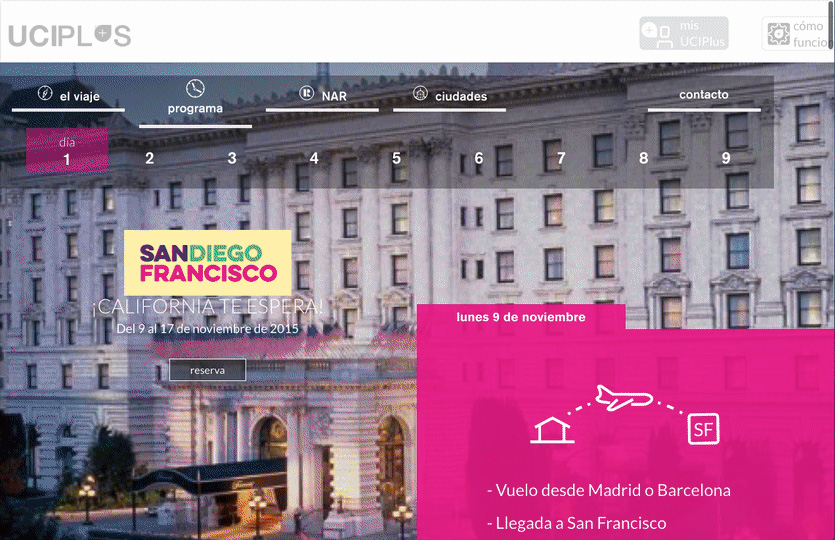 UCIPLUS
mis
UCIPlus
cómo
funcio
el viaje
programa
NAR
ciudades
contacto
día
1 2 3 4 5 6 7 8 9
SANDIEGO
FRANCISCO
¡CALIFORNIA TE ESPERA!
Del 9 al 17 de noviembre de 2015
reserva
lunes 9 de noviembre
SF
- Vuelo desde Madrid o Barcelona
- Llegada a San Francisco